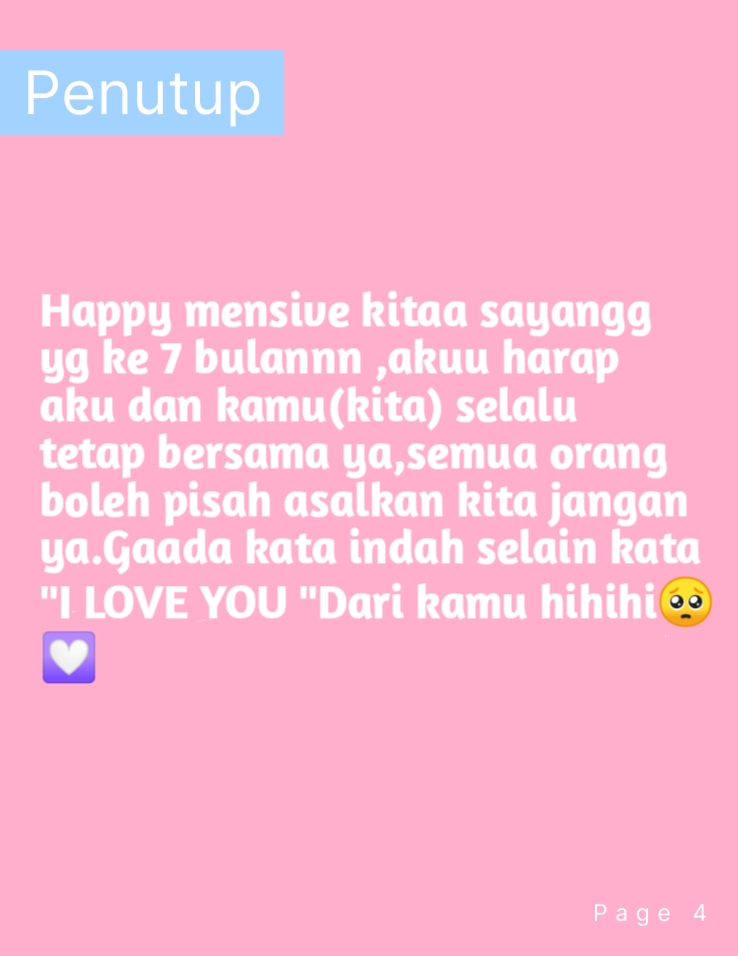 Penutup
Happy mensive kitaa sayangg
yg ke 7 bulannnn ,akuu harap
aku dan kamu(kita) selalu
tetap bersama ya,semua orang
boleh pisah asalkan kita jangan
ya.Gaada kata indah selain kata
"I LOVE YOU "Dari kamu hihihi🥺
💟
Page 4